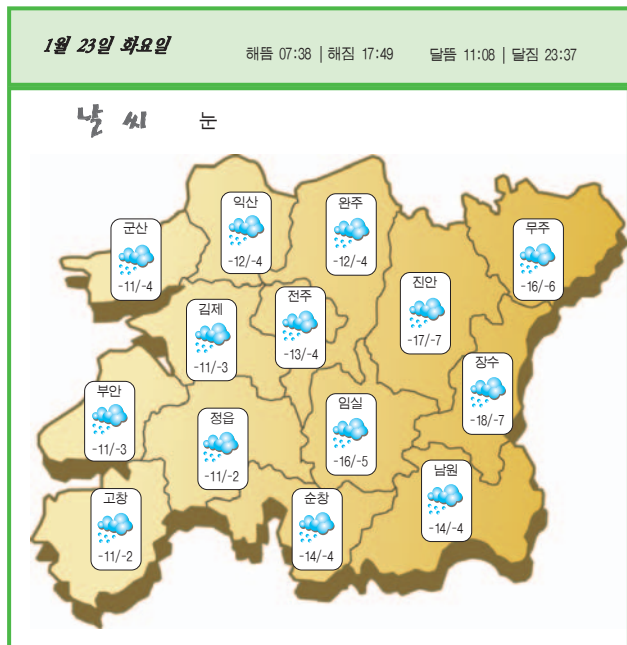 1월 23일 화요일
해뜸 07:38 | 해짐 17:49 달뜸 11:08 | 달짐 23:37
날씨 눈
군산
-11/-4
익산
-12/-4
완주
-12/-4
무주
-16/-6
김제
-11/-3
전주
-13/-4
진안
-17/-7
장수
-18/-7
부안
-11/-3
정읍
-11/-2
임실
-16/-5
남원
-14/-4
고창
-11/-2
순창
-14/-4